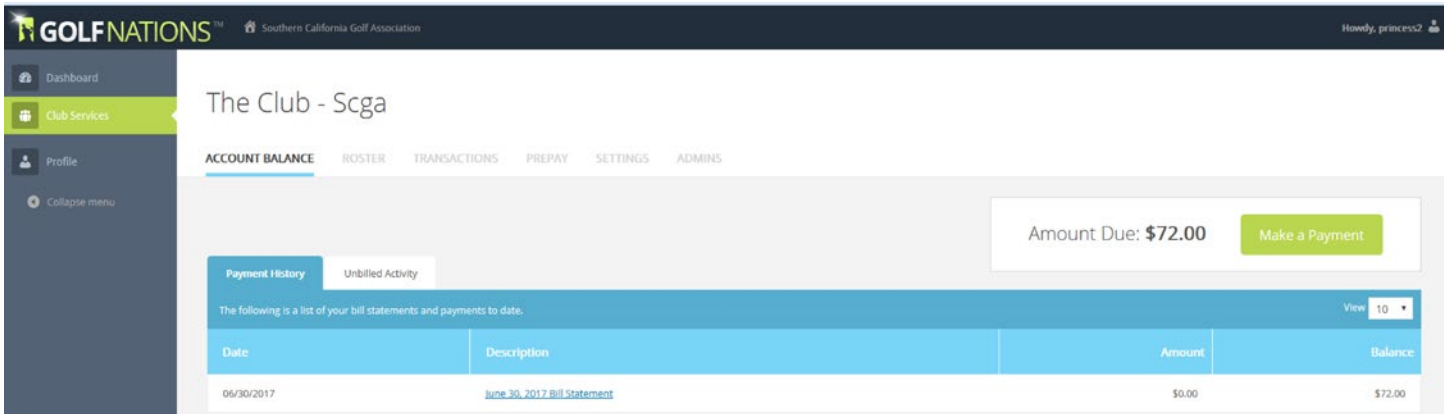 GOLFNATIONS™ Southern California Golf Association Howdy, princess2
Dashboard
Club Services
Profile
Collapse menu
The Club - Scga
ACCOUNT BALANCE ROSTER TRANSACTIONS PREPAY SETTINGS ADMINS
Amount Due: $72.00 Make a Payment
Payment History Unbilled Activity
The following is a list of your bill statements and payments to date. View 10
Date Description Amount Balance
06/30/2017 June 30, 2017 Bill Statement $0.00 $72.00